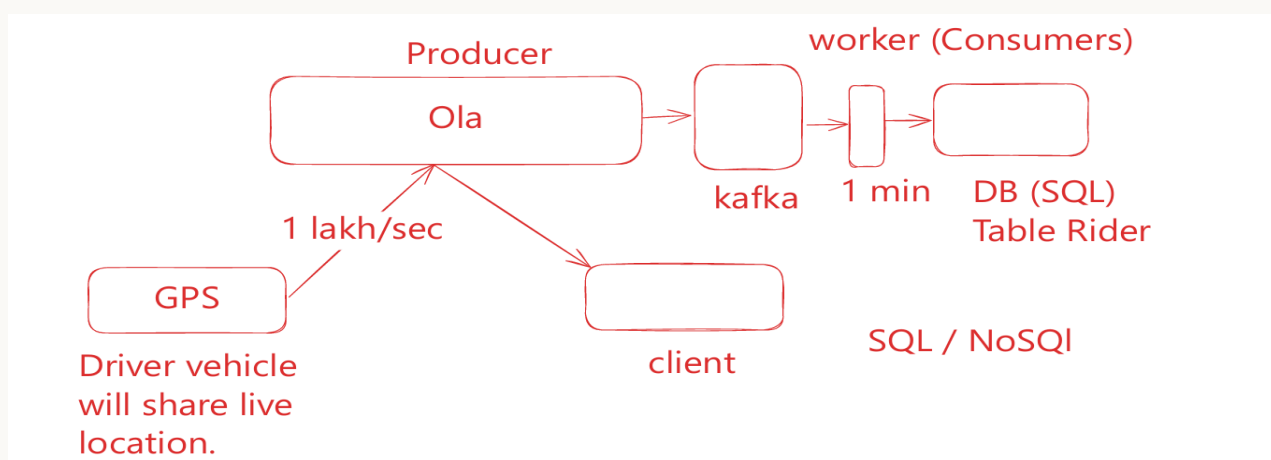 worker (Consumers)
Producer
Ola
kafka
1 min
DB (SQL)
Table Rider
1 lakh/sec
GPS
Driver vehicle
will share live
location.
client
SQL / NoSQl